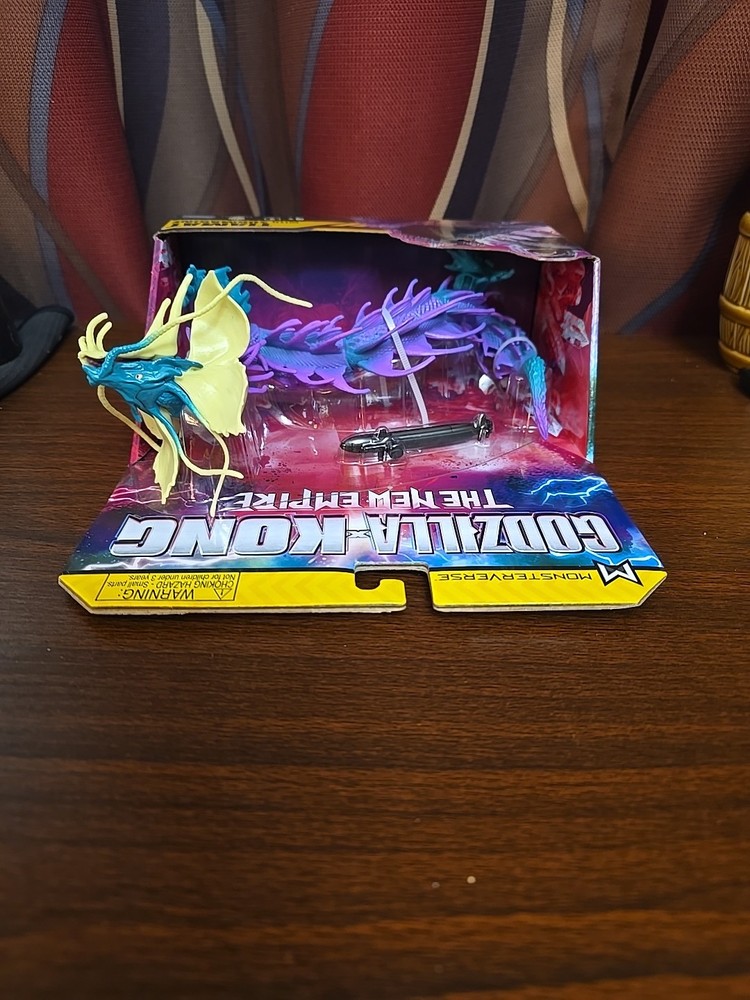 MONSTERVERSE
WARNING:
CHOKING HAZARD - Small parts.
Not for children under 3 years.
GODZILLA X KONG
THE NEW EMPIRE